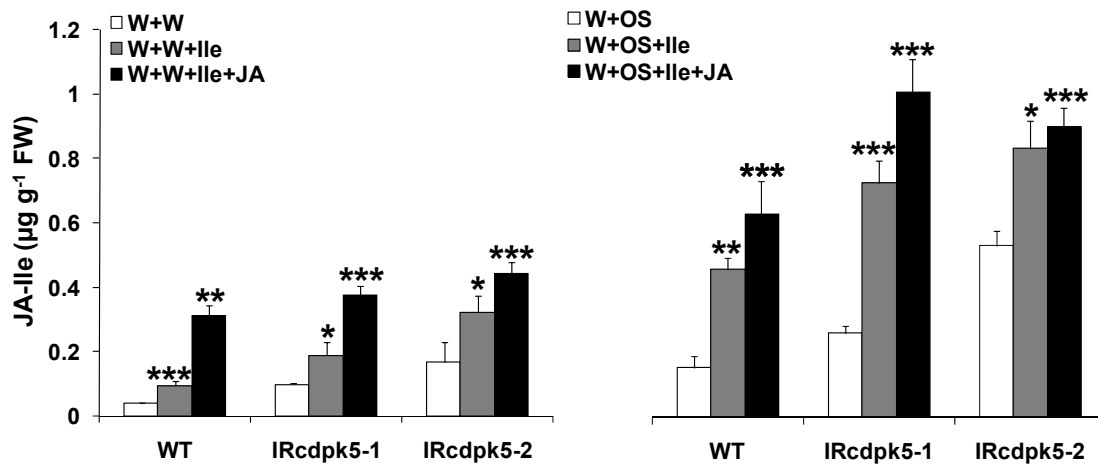 1.2
1
0.8
0.6
0.4
0.2
0
JA-Ile (µg g⁻¹ FW)
W+W
W+W+Ile
W+W+Ile+JA
***
**
*
***
*
***
WT
IRcdpk5-1
IRcdpk5-2
W+OS
W+OS+Ile
W+OS+Ile+JA
**
***
***
***
*
***
WT
IRcdpk5-1
IRcdpk5-2